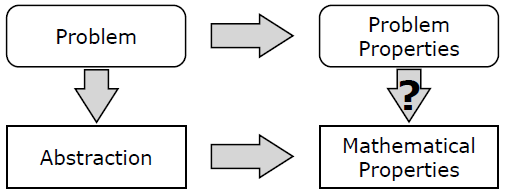 Problem
Problem
Properties
?
Abstraction
Mathematical
Properties